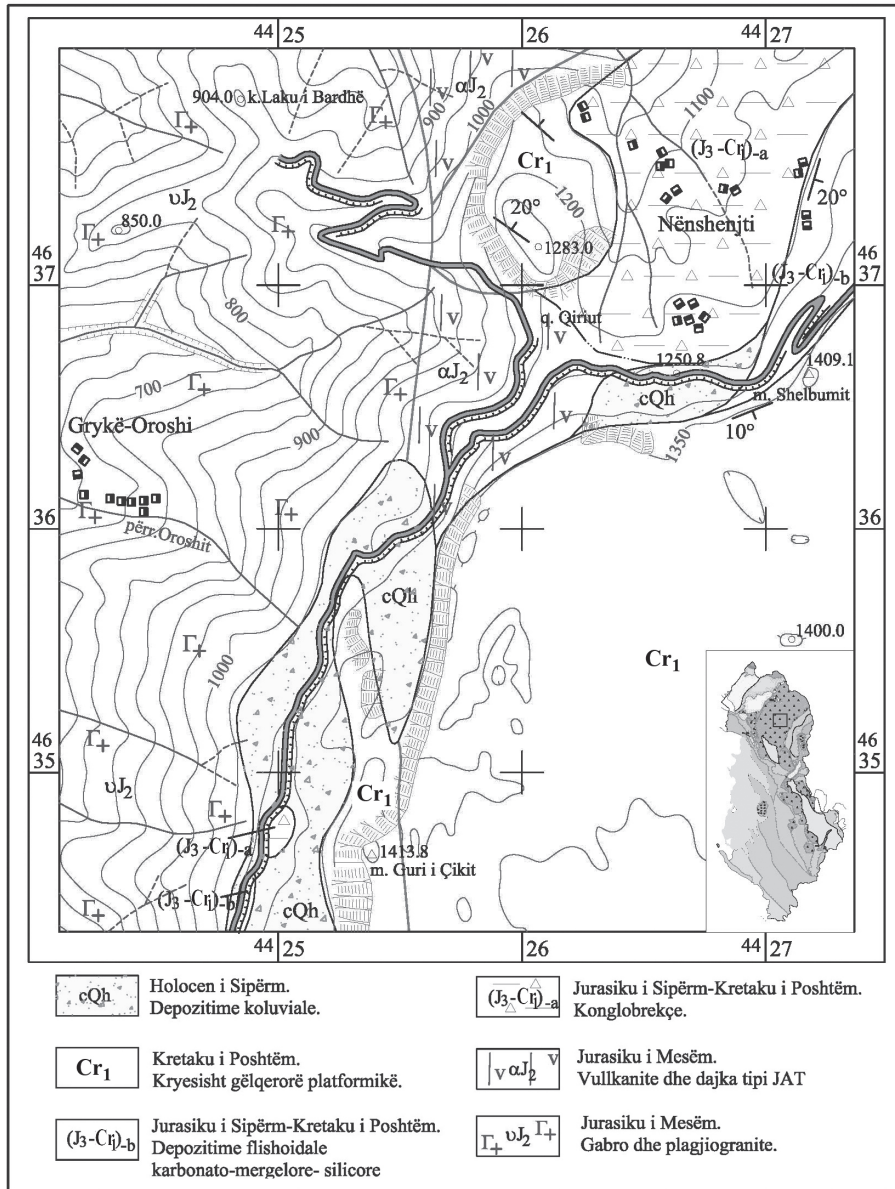 44
25
26
44
27
904.0
k.Laku i Bardhë
αJ2
900
1000
1100
Cr1
(J3-Cr1)-a
υJ2
850.0
20°
1200
20°
Nënshenjti
1283.0
46
37
46
37
(J3-Cr1)-b
800
q. Qiriut
700
αJ2
1250.8
1409.1
m. Shelbumit
cQh
Grykë-Oroshi
900
10°
1350
36
36
përr.Oroshit
cQh
1400.0
Cr1
1000
46
35
46
35
υJ2
Cr1
(J3-Cr1)-a
1413.8
m. Guri i Çikit
(J3-Cr1)-b
cQh
44
25
26
44
27
cQh
Holocen i Sipërm.
Depozitime koluviale.
Cr1
Kretaku i Poshtëm.
Kryesisht gëlqerorë platformikë.
(J3-Cr1)-b
Jurasiku i Sipërm-Kretaku i Poshtëm.
Depozitime flishoidale
karbonato-mergelore- silicore
(J3-Cr1)-a
Jurasiku i Sipërm-Kretaku i Poshtëm.
Konglobrekçe.
v αJ2 v
Jurasiku i Mesëm.
Vullkanite dhe dajka tipi JAT
Γ+ υJ2 Γ+
Jurasiku i Mesëm.
Gabro dhe plagjiogranite.